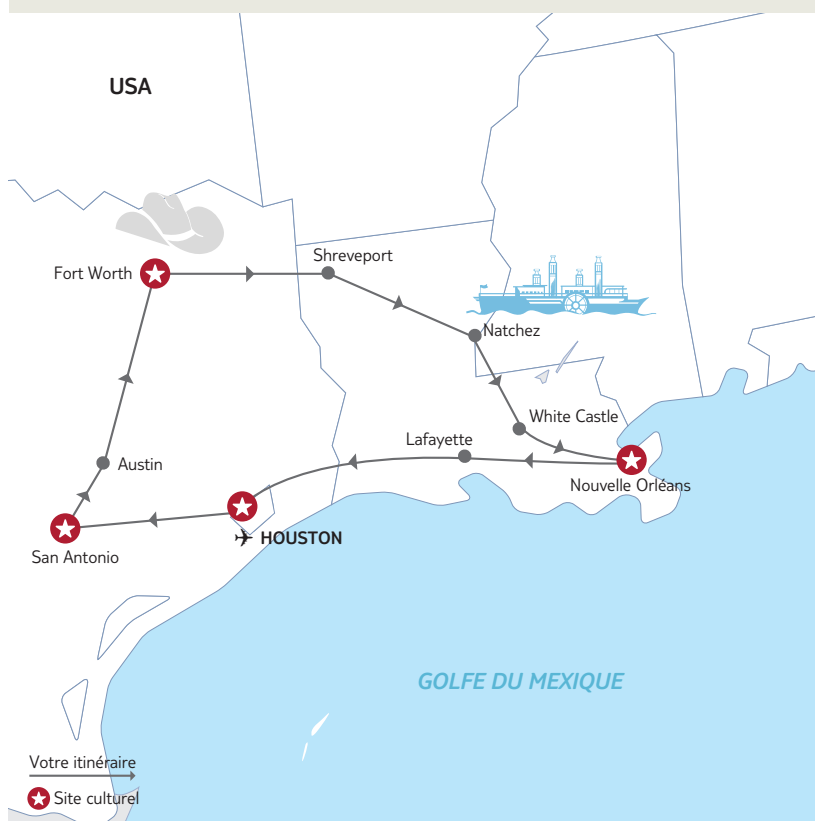 USA
Shreveport
Fort Worth
Natchez
White Castle
Lafayette
Austin
Nouvelle Orléans
HOUSTON
San Antonio
GOLFE DU MEXIQUE
Votre itinéraire
Site culturel